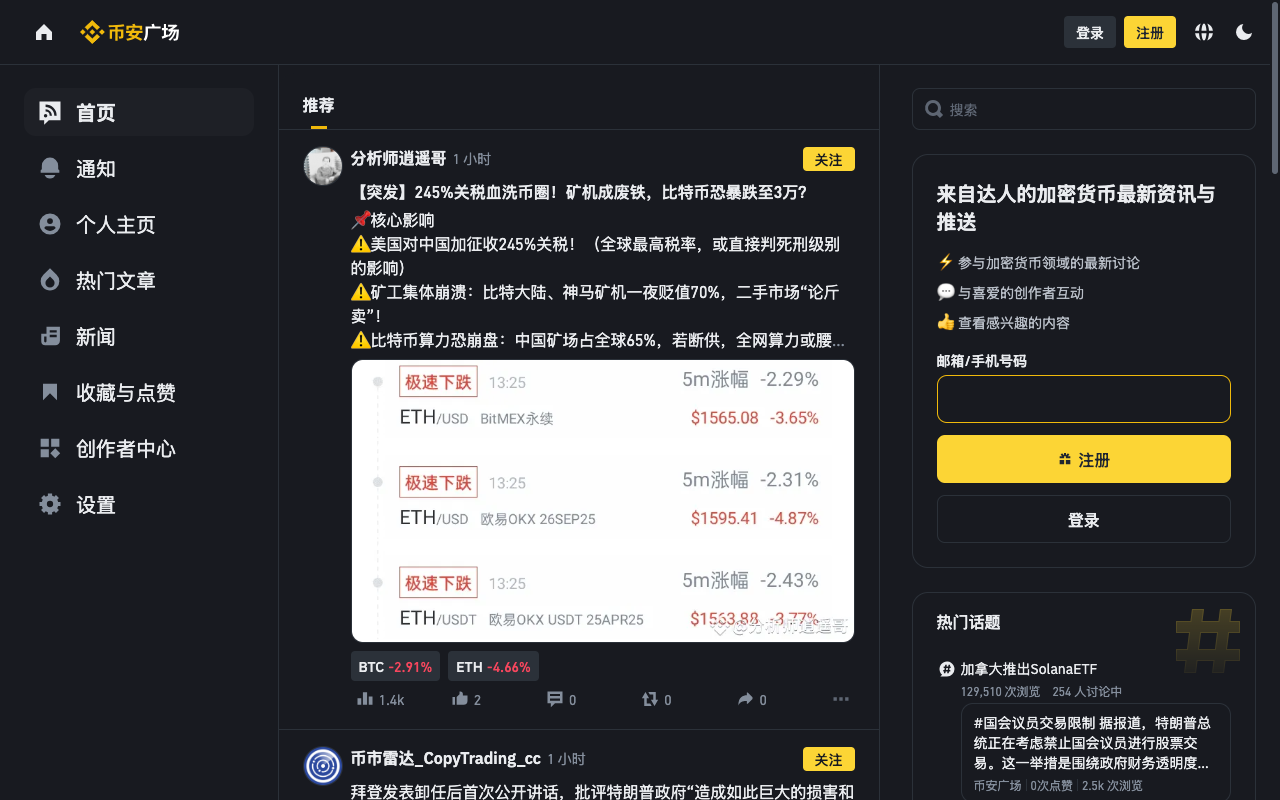 币安广场
登录
注册
首页
通知
个人主页
热门文章
新闻
收藏与点赞
创作者中心
设置
推荐
分析师逍遥哥 1 小时
关注
【突发】245%关税血洗币圈！矿机成废铁，比特币恐暴跌至3万?
📌核心影响
⚠️美国对中国加征收245%关税！（全球最高税率，或直接判死刑级别
的影响）
⚠️矿工集体崩溃：比特大陆、神马矿机一夜贬值70%，二手市场“论斤
卖”！
⚠️比特币算力恐崩盘：中国矿场占全球65%，若断供，全网算力或腰...
极速下跌 13:25 5m涨幅 -2.29%
ETH/USD BitMEX永续 $1565.08 -3.65%
极速下跌 13:25 5m涨幅 -2.31%
ETH/USD 欧易OKX 26SEP25 $1595.41 -4.87%
极速下跌 13:25 5m涨幅 -2.43%
ETH/USDT 欧易OKX USDT 25APR25 $1563.88 -3.77%
@分析师逍遥哥
BTC -2.91% ETH -4.66%
1.4k 2 0 0 0
币市雷达_CopyTrading_cc 1 小时
关注
拜登发表卸任后首次公开讲话，批评特朗普政府“造成如此巨大的损害和
搜索
来自达人的加密货币最新资讯与
推送
⚡参与加密货币领域的最新讨论
💬与喜爱的创作者互动
👍查看感兴趣的内容
邮箱/手机号码
注册
登录
热门话题
#
加拿大推出SolanaETF
129,510 次浏览 254 人讨论中
#国会议员交易限制 据报道，特朗普总
统正在考虑禁止国会议员进行股票交
易。这一举措是围绕政府财务透明度...
币安广场 0次点赞 2.5k 次浏览